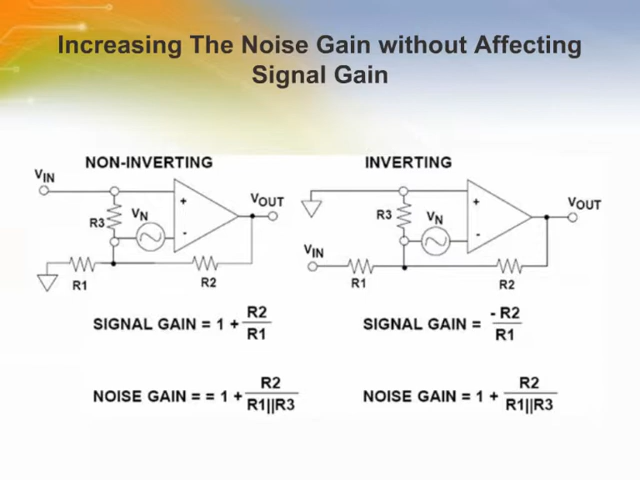 Increasing The Noise Gain without Affecting
Signal Gain
NON-INVERTING
VIN
R3
VN
+
-
VOUT
R1
R2
SIGNAL GAIN = 1 + R2/R1
NOISE GAIN = = 1 + R2/R1||R3
INVERTING
R3
VN
+
-
VOUT
VIN
R1
R2
SIGNAL GAIN = - R2/R1
NOISE GAIN = 1 + R2/R1||R3